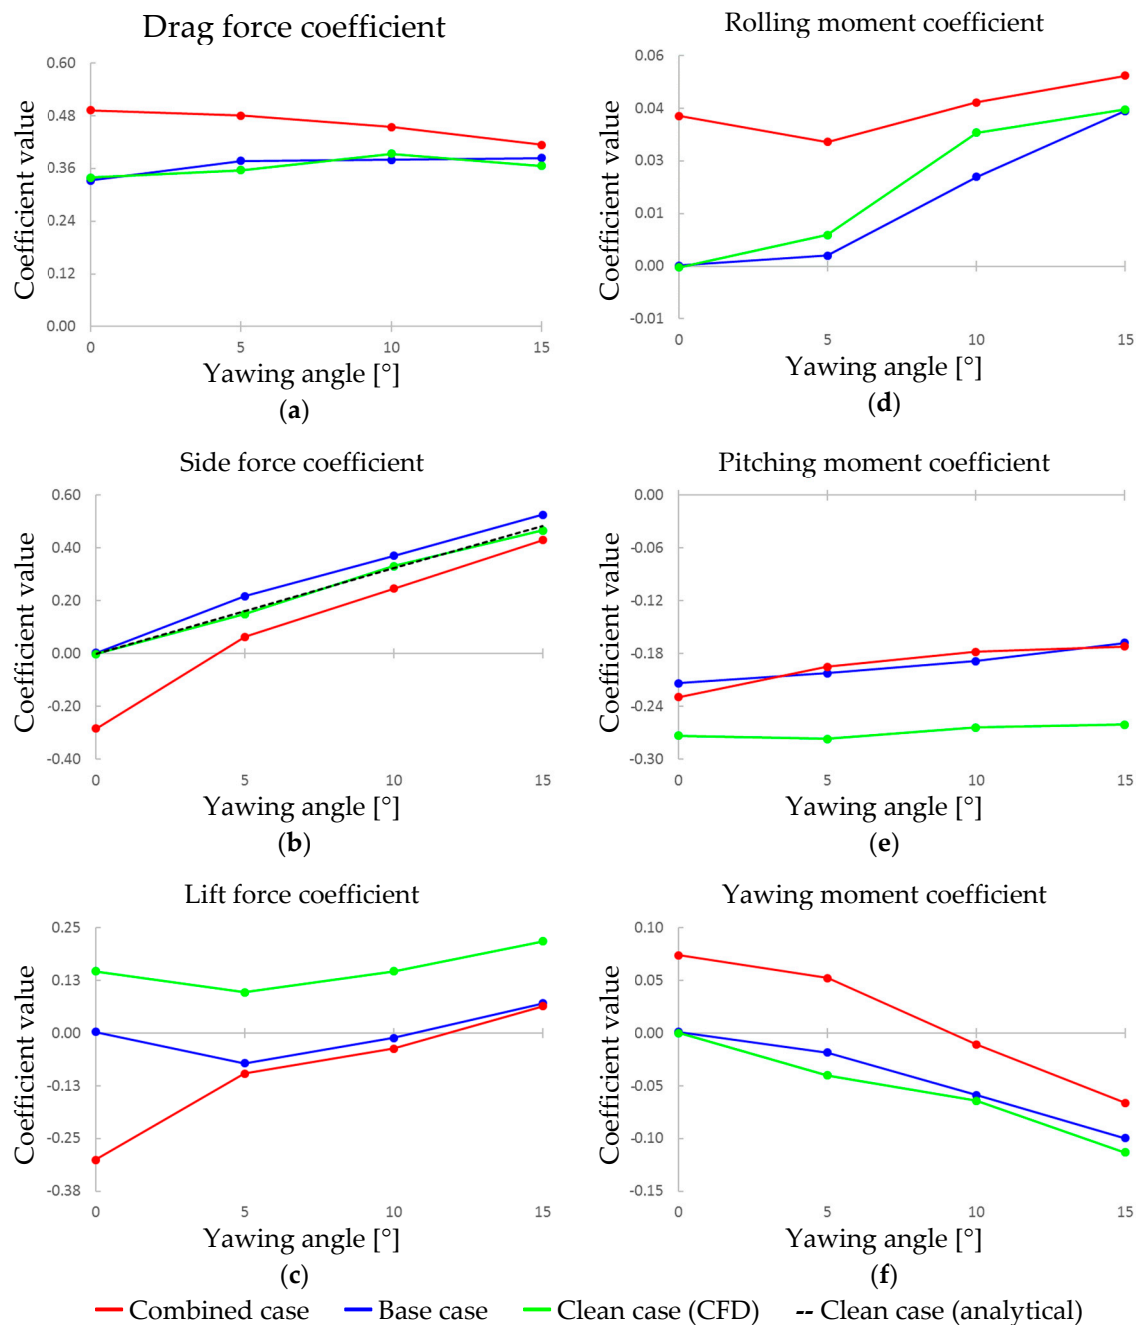 Drag force coefficient
0.60
0.48
0.36
0.24
0.12
0.00
Coefficient value
0 5 10 15
Yawing angle [°]
(a)
Rolling moment coefficient
0.06
0.04
0.03
0.01
0.00
-0.01
Coefficient value
0 5 10 15
Yawing angle [°]
(d)
Side force coefficient
0.60
0.40
0.20
0.00
-0.20
-0.40
Coefficient value
0 5 10 15
Yawing angle [°]
(b)
Pitching moment coefficient
0.00
-0.06
-0.12
-0.18
-0.24
-0.30
Coefficient value
0 5 10 15
Yawing angle [°]
(e)
Lift force coefficient
0.25
0.13
0.00
-0.13
-0.25
-0.38
Coefficient value
0 5 10 15
Yawing angle [°]
(c)
Yawing moment coefficient
0.10
0.05
0.00
-0.05
-0.10
-0.15
Coefficient value
0 5 10 15
Yawing angle [°]
(f)
Combined case Base case Clean case (CFD) Clean case (analytical)